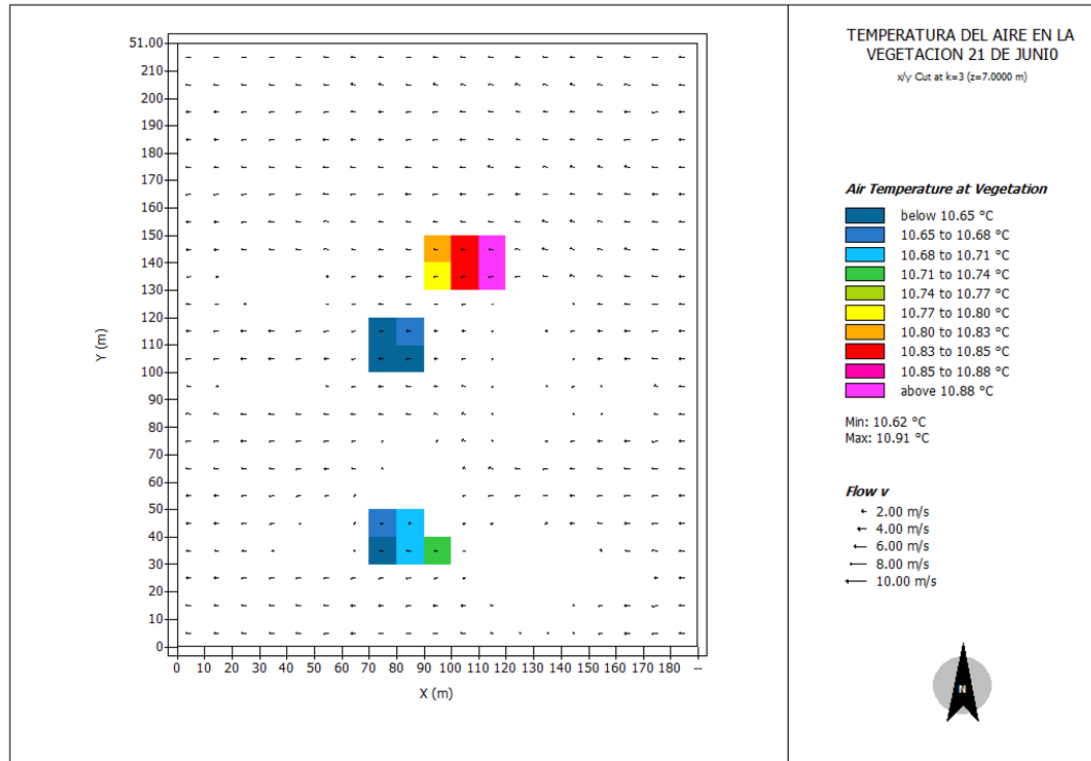 TEMPERATURA DEL AIRE EN LA
VEGETACION 21 DE JUNI0
x/y Cut at k=3 (z=7.0000 m)
51.00
210
200
190
180
170
160
150
140
130
120
110
100
90
80
70
60
50
40
30
20
10
0
Y (m)
0 10 20 30 40 50 60 70 80 90 100 110 120 130 140 150 160 170 180 --
X (m)
Air Temperature at Vegetation
below 10.65 °C
10.65 to 10.68 °C
10.68 to 10.71 °C
10.71 to 10.74 °C
10.74 to 10.77 °C
10.77 to 10.80 °C
10.80 to 10.83 °C
10.83 to 10.85 °C
10.85 to 10.88 °C
above 10.88 °C
Min: 10.62 °C
Max: 10.91 °C
Flow v
2.00 m/s
4.00 m/s
6.00 m/s
8.00 m/s
10.00 m/s
N